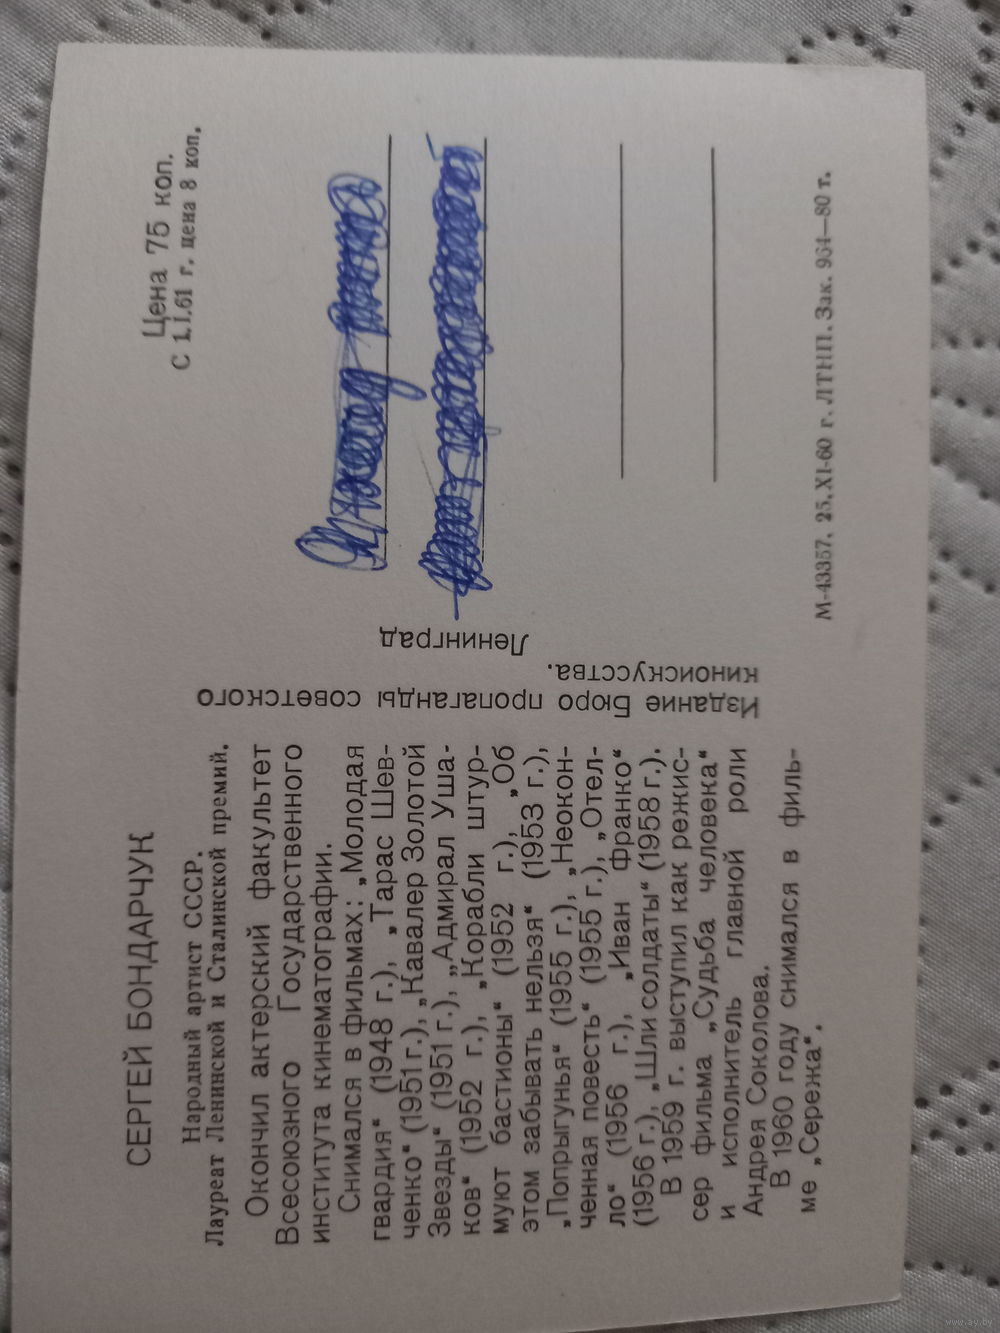 СЕРГЕЙ БОНДАРЧУК
Народный артист СССР.
Лауреат Ленинской и Сталинской премий.
Окончил актерский факультет
Всесоюзного Государственного
института кинематографии.
Снимался в фильмах: „Молодая
гвардия“ (1948 г.), „Тарас Шев-
ченко“ (1951 г.), „Кавалер Золотой
Звезды“ (1951 г.), „Адмирал Уша-
ков“ (1952 г.), „Корабли штур-
муют бастионы“ (1952 г.), „Об
этом забывать нельзя“ (1953 г.),
„Попрыгунья“ (1955 г.), „Неокон-
ченная повесть“ (1955 г.), „Отел-
ло“ (1956 г.), „Иван Франко“
(1956 г.), „Шли солдаты“ (1958 г.).
В 1959 г. выступил как режис-
сер фильма „Судьба человека“
и исполнитель главной роли
Андрея Соколова.
В 1960 году снимался в филь-
ме „Сережа“.
Издание Бюро пропаганды советского
киноискусства.
Ленинград
Цена 75 коп.
С 1.I.61 г. цена 8 коп.
М-43357. 25.XI-60 г. ЛТНП. Зак. 964—80 т.
www.ay.by